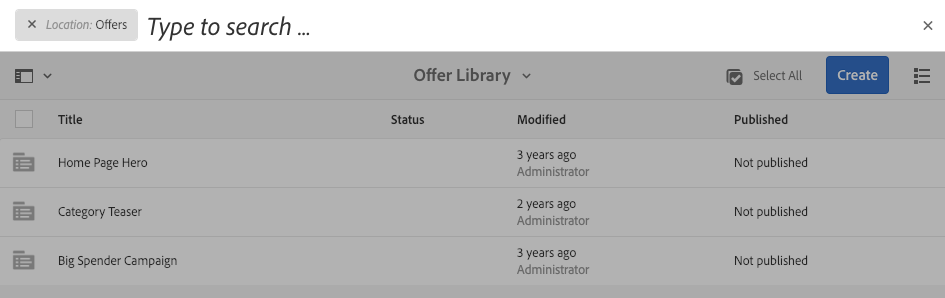 × Location: Offers Type to search ... ×
Offer Library Select All Create
Title Status Modified Published
Home Page Hero 3 years ago Not published
Administrator
Category Teaser 2 years ago Not published
Administrator
Big Spender Campaign 3 years ago Not published
Administrator